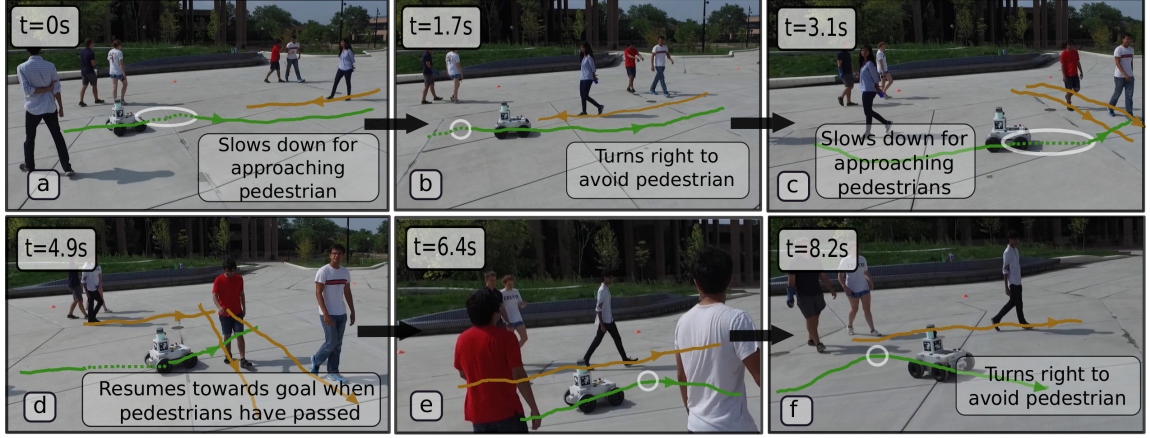 t=0s
Slows down for
approaching
pedestrian
a
t=1.7s
Turns right to
avoid pedestrian
b
t=3.1s
Slows down for
approaching
pedestrians
c
t=4.9s
Resumes towards goal when
pedestrians have passed
d
t=6.4s
e
t=8.2s
Turns right to
avoid pedestrian
f